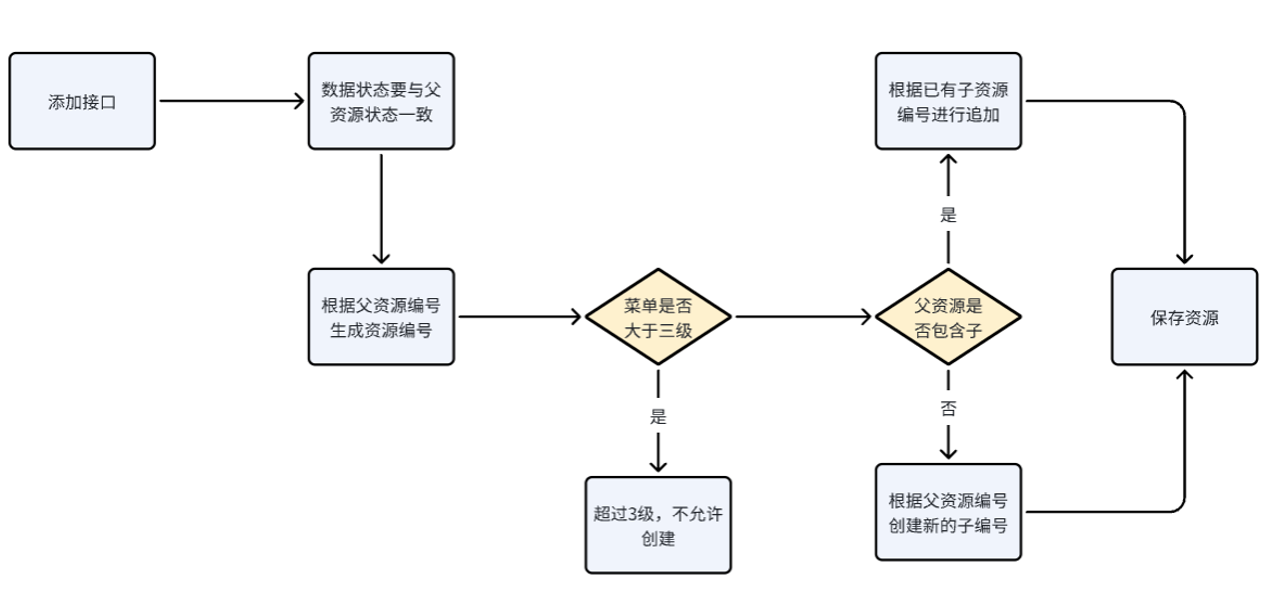 添加接口
数据状态要与父
资源状态一致
根据父资源编号
生成资源编号
菜单是否
大于三级
是
超过3级，不允许
创建
父资源是
否包含子
是
根据已有子资源
编号进行追加
否
根据父资源编号
创建新的子编号
保存资源